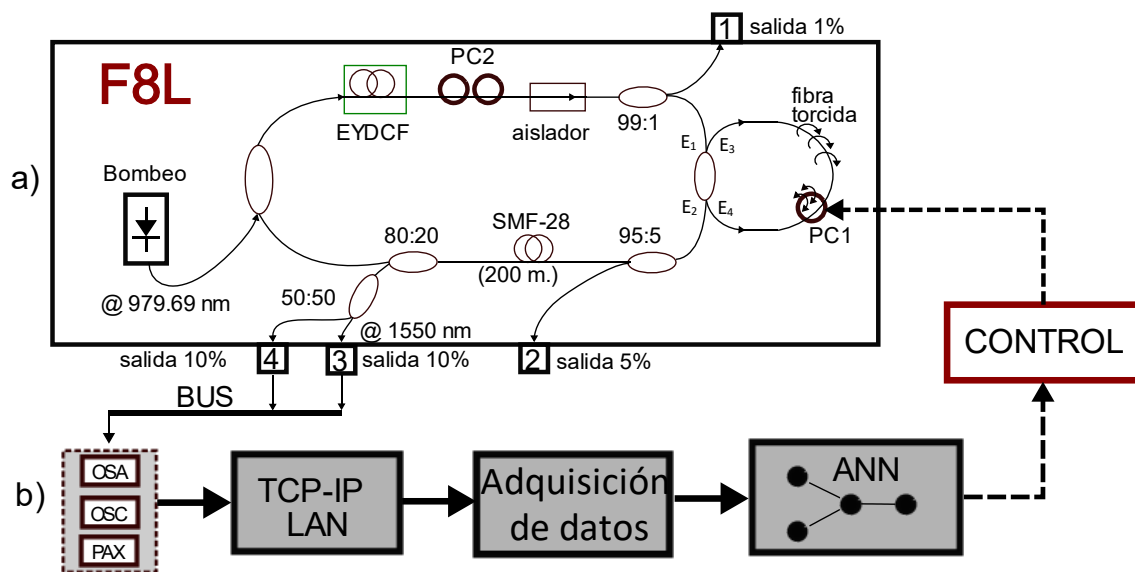 a)
F8L
1
salida 1%
PC2
EYDCF
aislador
99:1
fibra
torcida
E1
E3
E2
E4
PC1
Bombeo
@ 979.69 nm
80:20
SMF-28
(200 m.)
95:5
50:50
@ 1550 nm
salida 10%
4
3
salida 10%
2
salida 5%
CONTROL
BUS
b)
OSA
OSC
PAX
TCP-IP
LAN
Adquisición
de datos
ANN